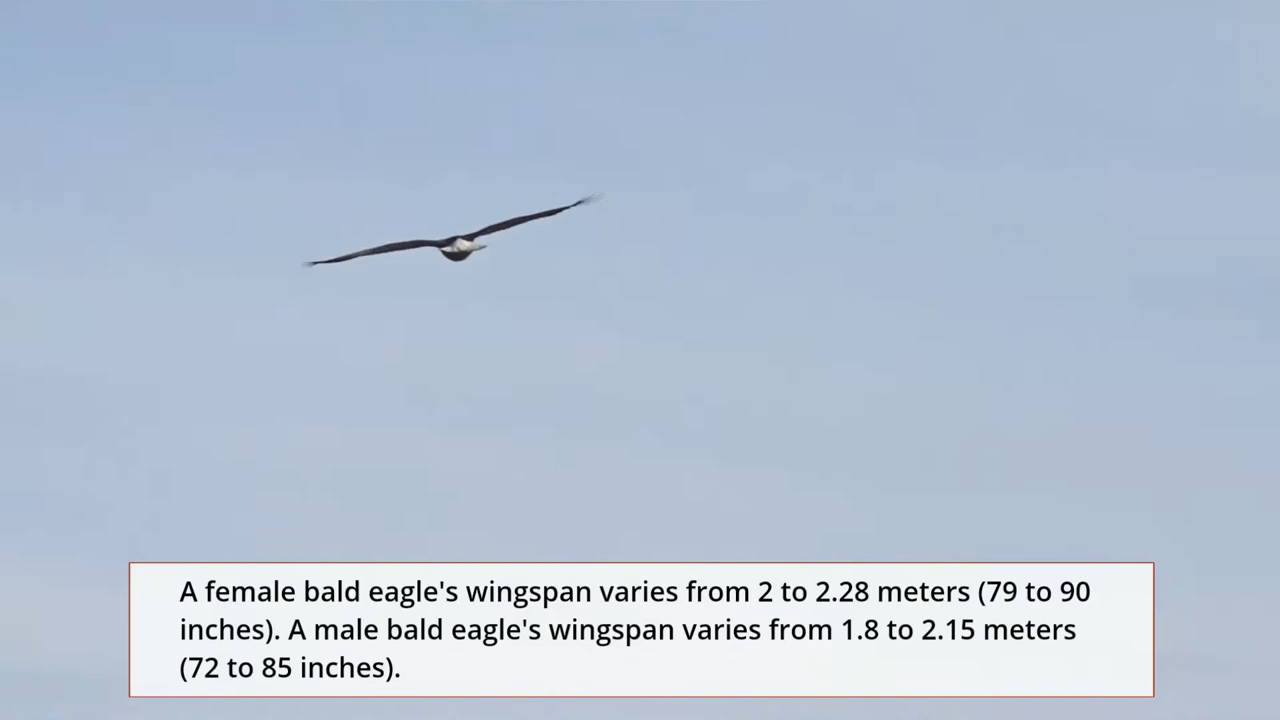 A female bald eagle's wingspan varies from 2 to 2.28 meters (79 to 90
inches). A male bald eagle's wingspan varies from 1.8 to 2.15 meters
(72 to 85 inches).